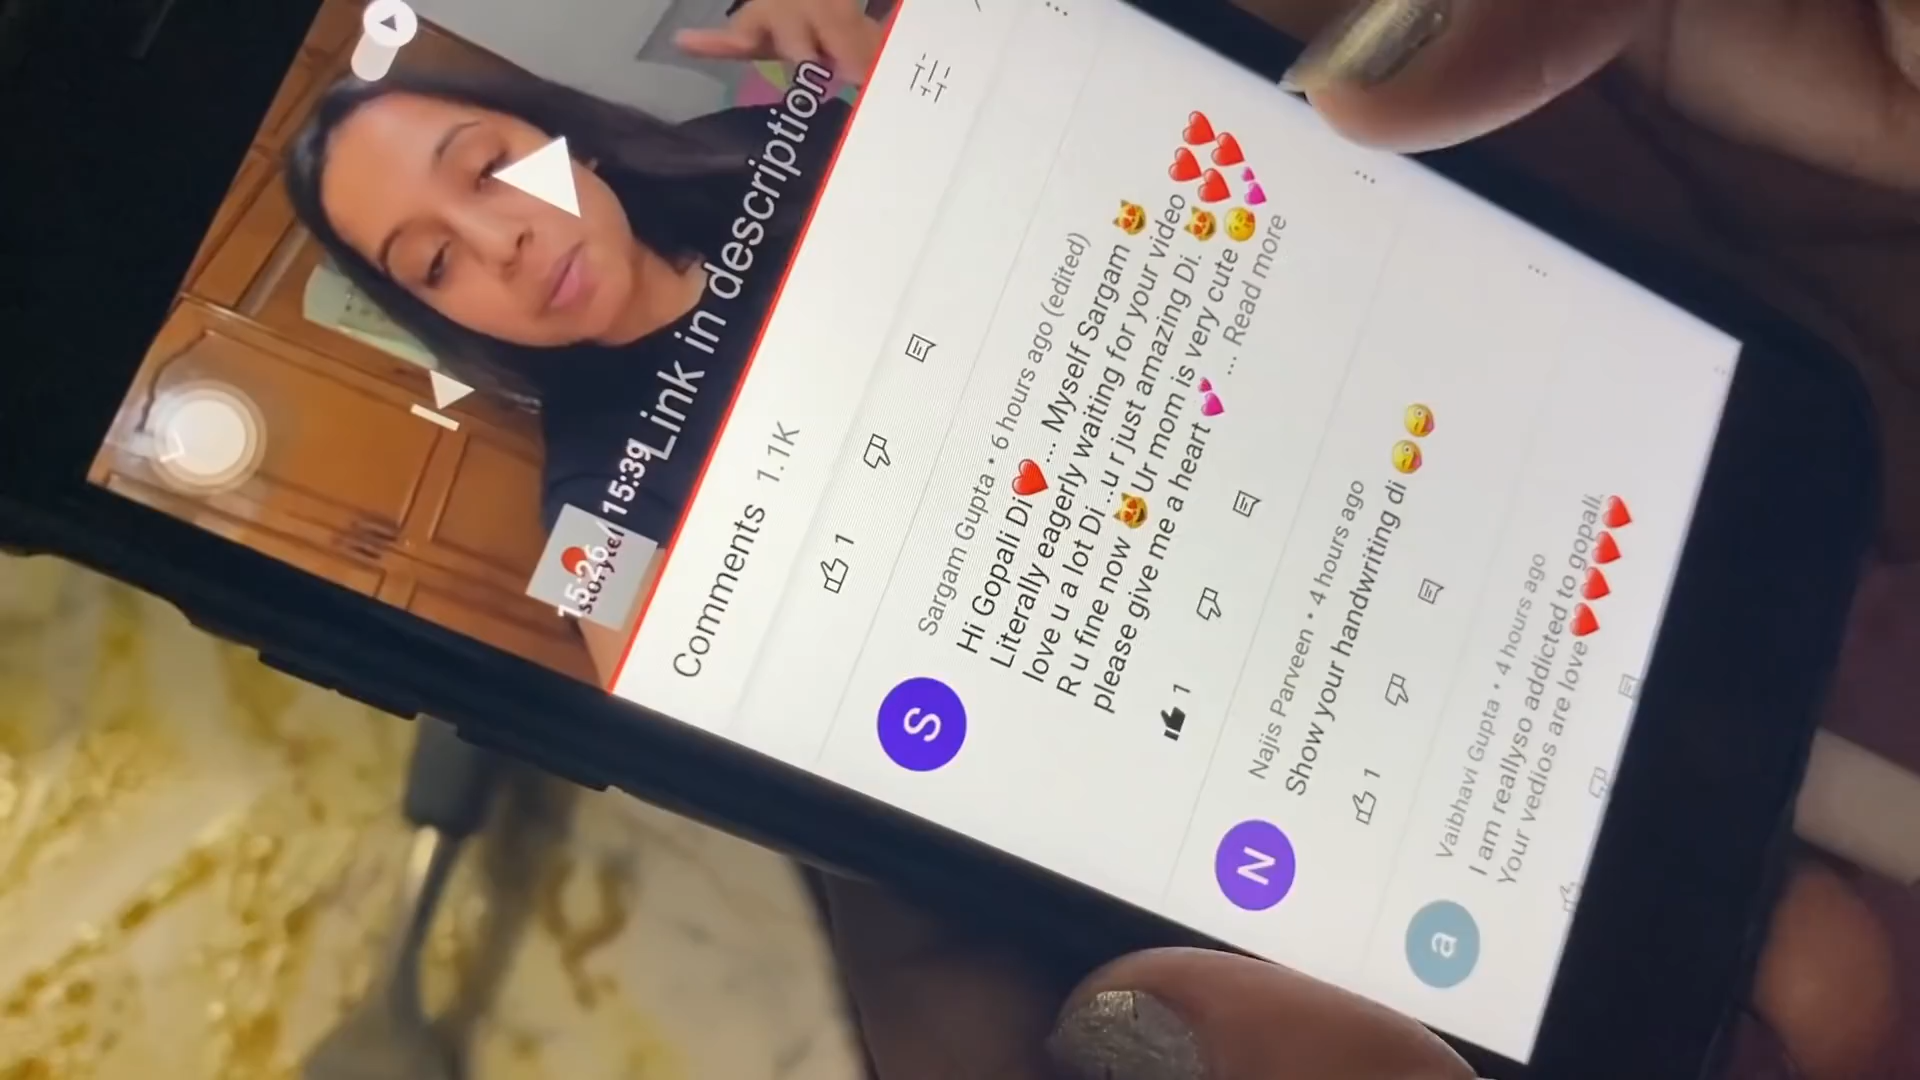 Link in description
15:26 / 15:39
storytel
Comments 1.1K
1
Sargam Gupta • 6 hours ago (edited)
Hi Gopali Di❤️... Myself Sargam 😻
Literally eagerly waiting for your video
love u a lot Di ..u r just amazing Di.
R u fine now 😻 Ur mom is very cute
please give me a heart 💕 ... Read more
1
Najis Parveen • 4 hours ago
Show your handwriting di 😜😜
1
Vaibhavi Gupta • 4 hours ago
I am reallyso addicted to gopali.
Your vedios are love ❤️❤️❤️❤️
S
N
a